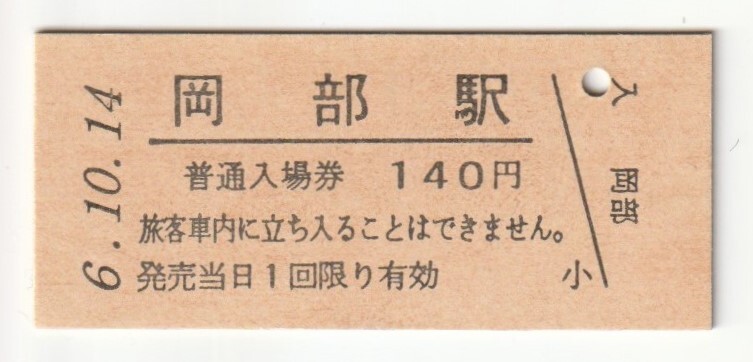 6.10.14
岡部駅
普通入場券 140円
旅客車内に立ち入ることはできません。
発売当日1回限り有効
小
入
岡部